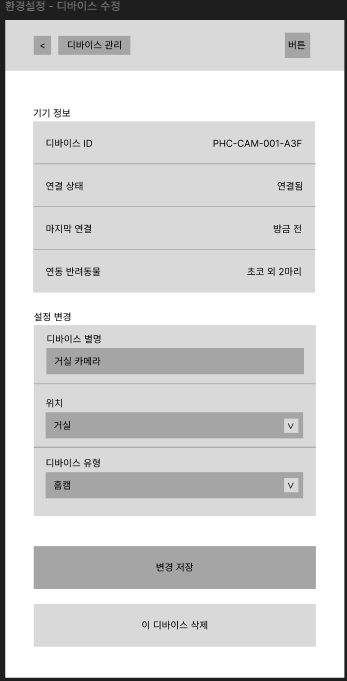 환경설정 - 디바이스 수정
< 디바이스 관리 버튼
기기 정보
디바이스 ID PHC-CAM-001-A3F
연결 상태 연결됨
마지막 연결 방금 전
연동 반려동물 초코 외 2마리
설정 변경
디바이스 별명
거실 카메라
위치
거실 V
디바이스 유형
홈캠 V
변경 저장
이 디바이스 삭제